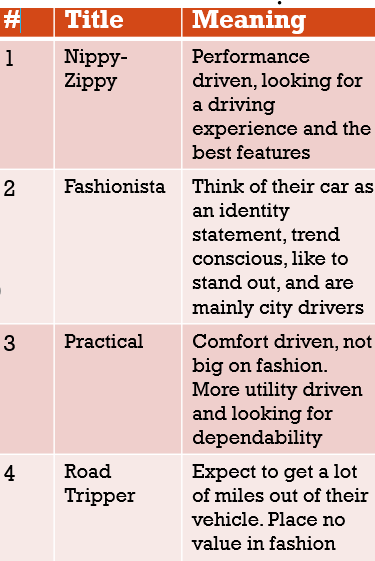 # Title Meaning
1 Nippy- Performance
Zippy driven, looking for
a driving
experience and the
best features
2 Fashionista Think of their car as
an identity
statement, trend
conscious, like to
stand out, and are
mainly city drivers
3 Practical Comfort driven, not
big on fashion.
More utility driven
and looking for
dependability
4 Road Expect to get a lot
Tripper of miles out of their
vehicle. Place no
value in fashion